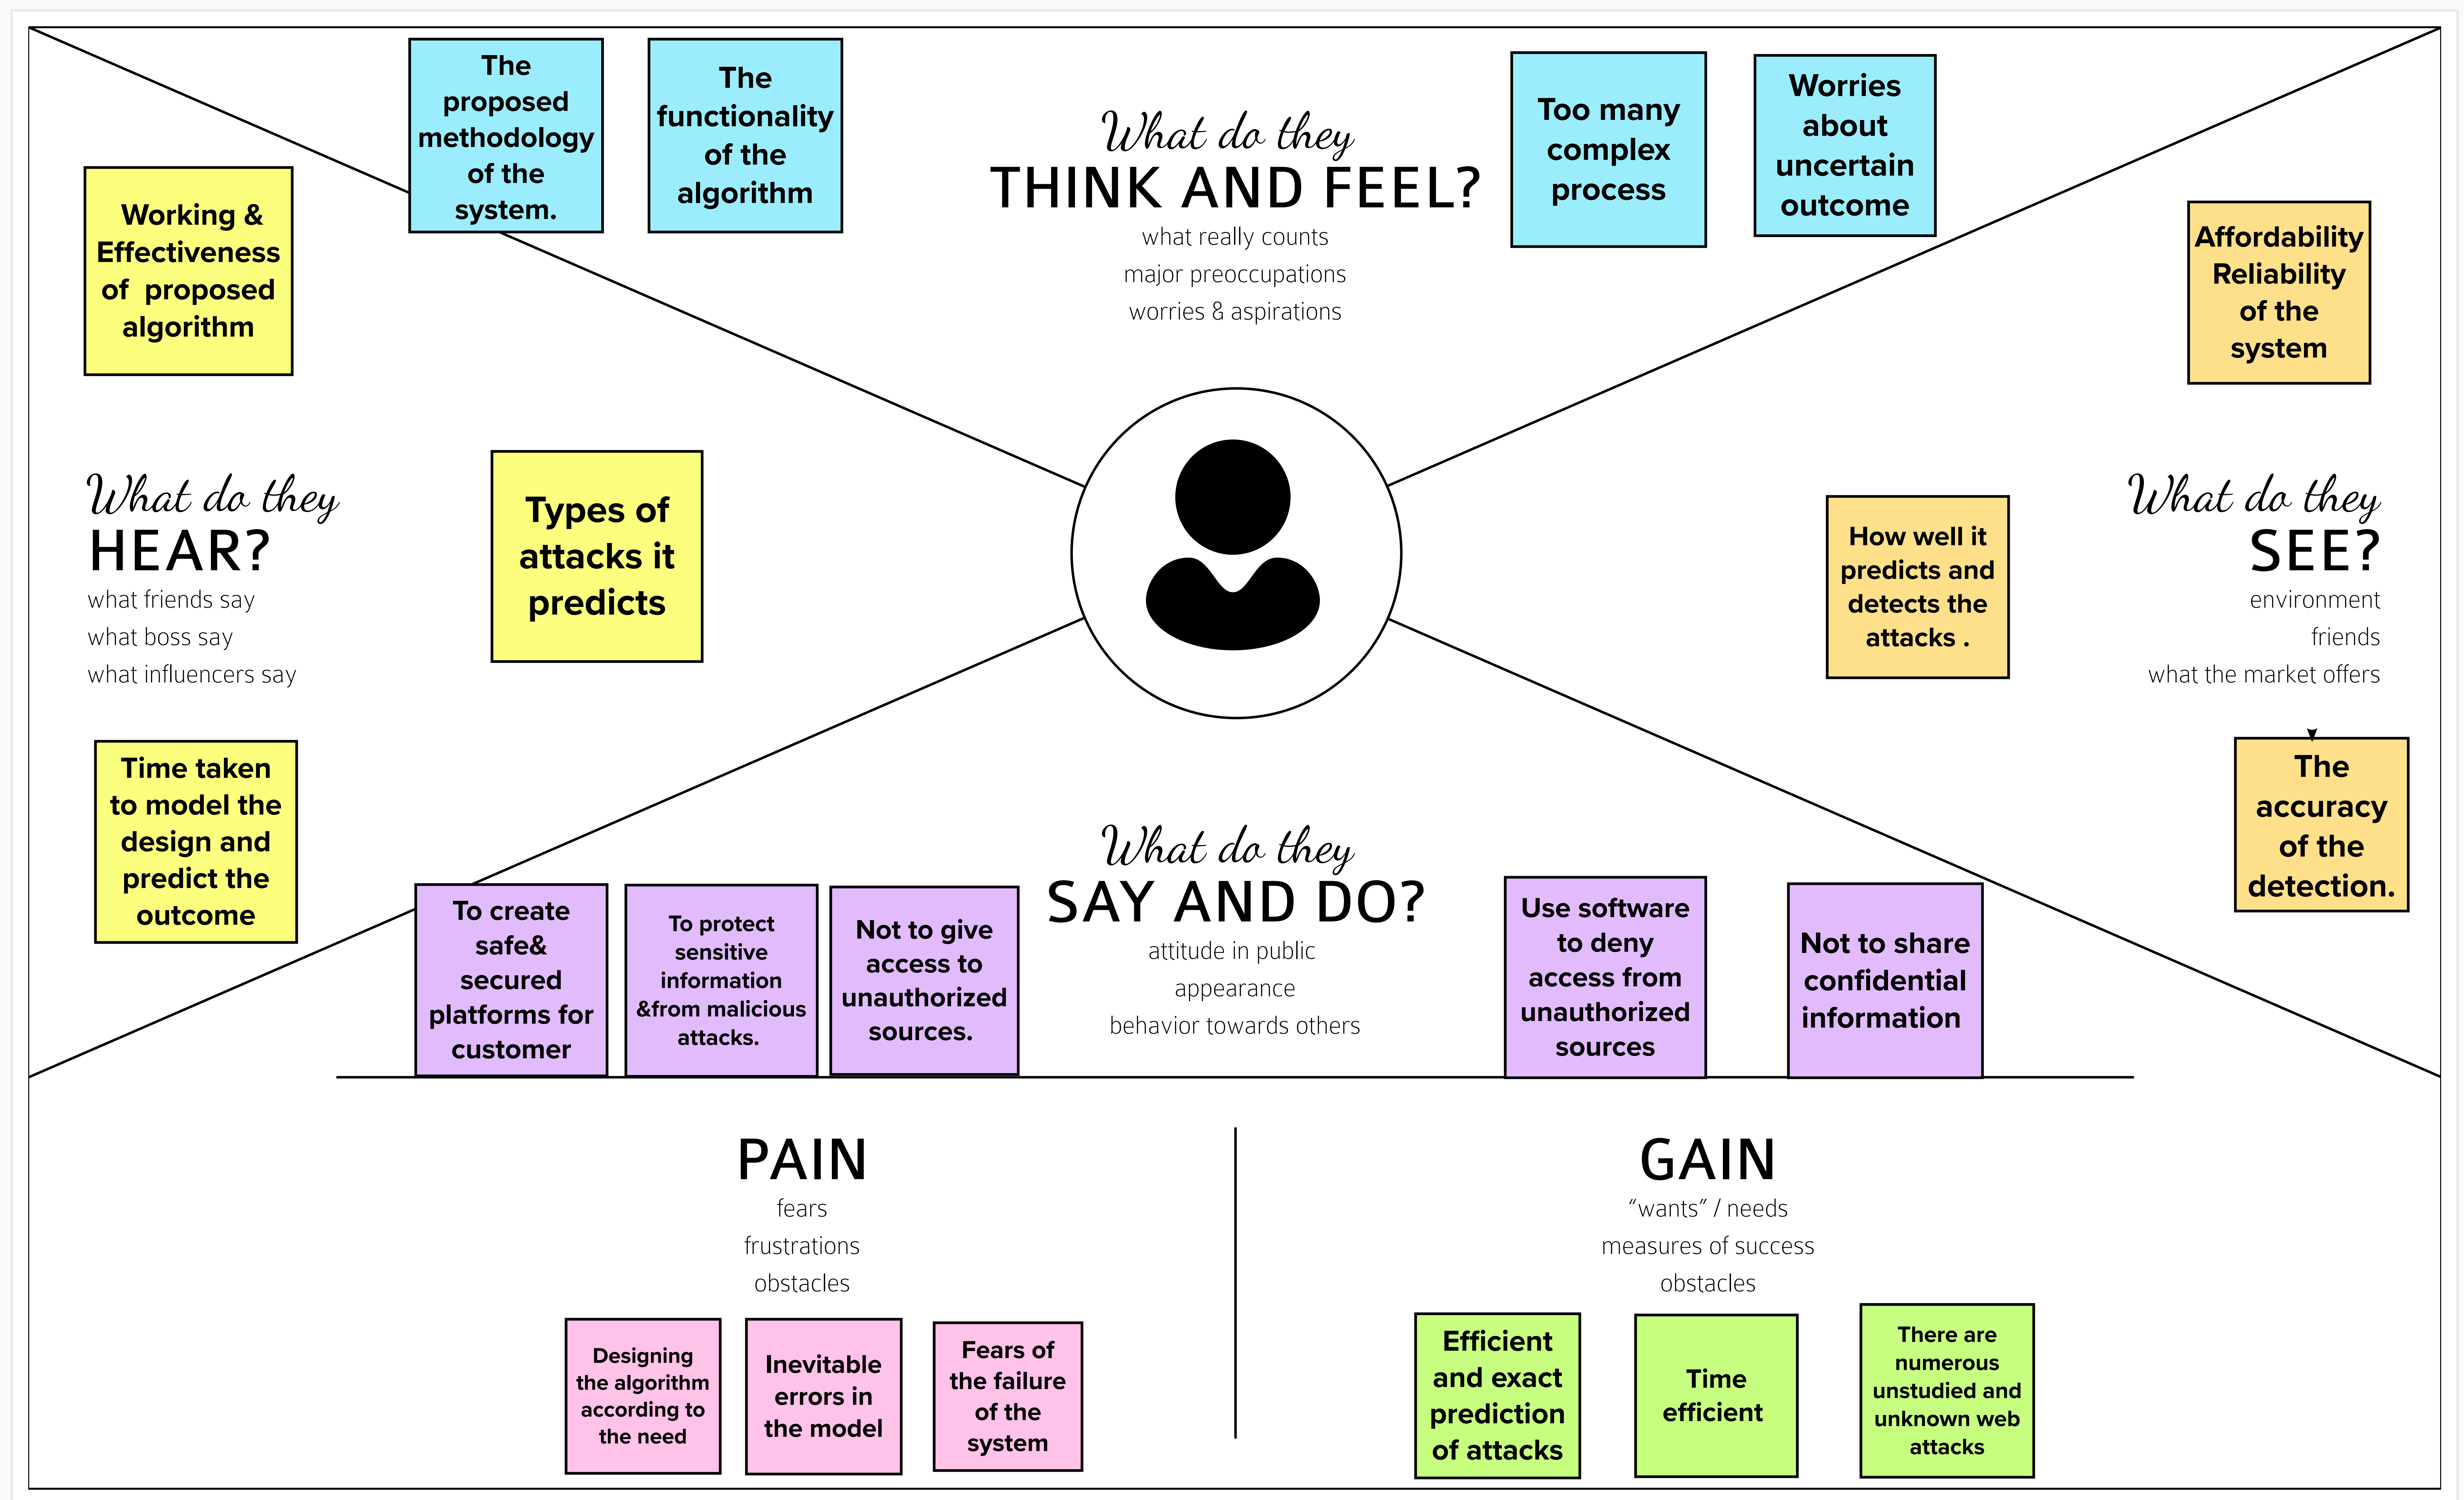 The
proposed
methodology
of the
system.
The
functionality
of the
algorithm
What do they
THINK AND FEEL?
what really counts
major preoccupations
worries & aspirations
Too many
complex
process
Worries
about
uncertain
outcome
Working &
Effectiveness
of proposed
algorithm
What do they
HEAR?
what friends say
what boss say
what influencers say
Types of
attacks it
predicts
Time taken
to model the
design and
predict the
outcome
Affordability
Reliability
of the
system
How well it
predicts and
detects the
attacks .
What do they
SEE?
environment
friends
what the market offers
The
accuracy
of the
detection.
What do they
SAY AND DO?
attitude in public
appearance
behavior towards others
To create
safe&
secured
platforms for
customer
To protect
sensitive
information
&from malicious
attacks.
Not to give
access to
unauthorized
sources.
Use software
to deny
access from
unauthorized
sources
Not to share
confidential
information
PAIN
fears
frustrations
obstacles
Designing
the algorithm
according to
the need
Inevitable
errors in
the model
Fears of
the failure
of the
system
GAIN
“wants” / needs
measures of success
obstacles
Efficient
and exact
prediction
of attacks
Time
efficient
There are
numerous
unstudied and
unknown web
attacks